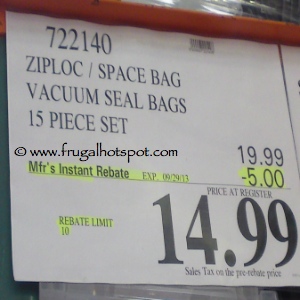 722140
ZIPLOC / SPACE BAG
VACUUM SEAL BAGS
15 PIECE SET
© www.frugalhotspot.com
19.99
Mfr's Instant Rebate EXP. 09/29/13 -5.00
PRICE AT REGISTER
14.99
REBATE LIMIT
10
Sales Tax on the pre-rebate price